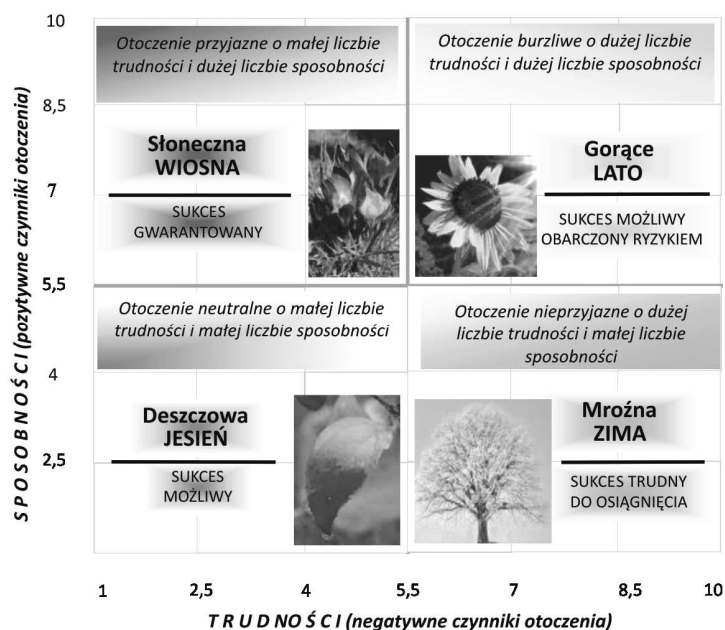 10
Otoczenie przyjazne o małej liczbie
trudności i dużej liczbie sposobności
Otoczenie burzliwe o dużej liczbie
trudności i dużej liczbie sposobności
8,5
Słoneczna
WIOSNA
Gorące
LATO
7
SUKCES
GWARANTOWANY
SUKCES MOŻLIWY
OBARCZONY RYZYKIEM
5,5
Otoczenie neutralne o małej liczbie
trudności i małej liczbie sposobności
Otoczenie nieprzyjazne o dużej
liczbie trudności i małej liczbie
sposobności
4
Deszczowa
JESIEŃ
Mroźna
ZIMA
2,5
SUKCES
MOŻLIWY
SUKCES TRUDNY
DO OSIĄGNIĘCIA
SPOSOBNOŚCI (pozytywne czynniki otoczenia)
1 2,5 4 5,5 7 8,5 10
TRUDNOŚCI (negatywne czynniki otoczenia)